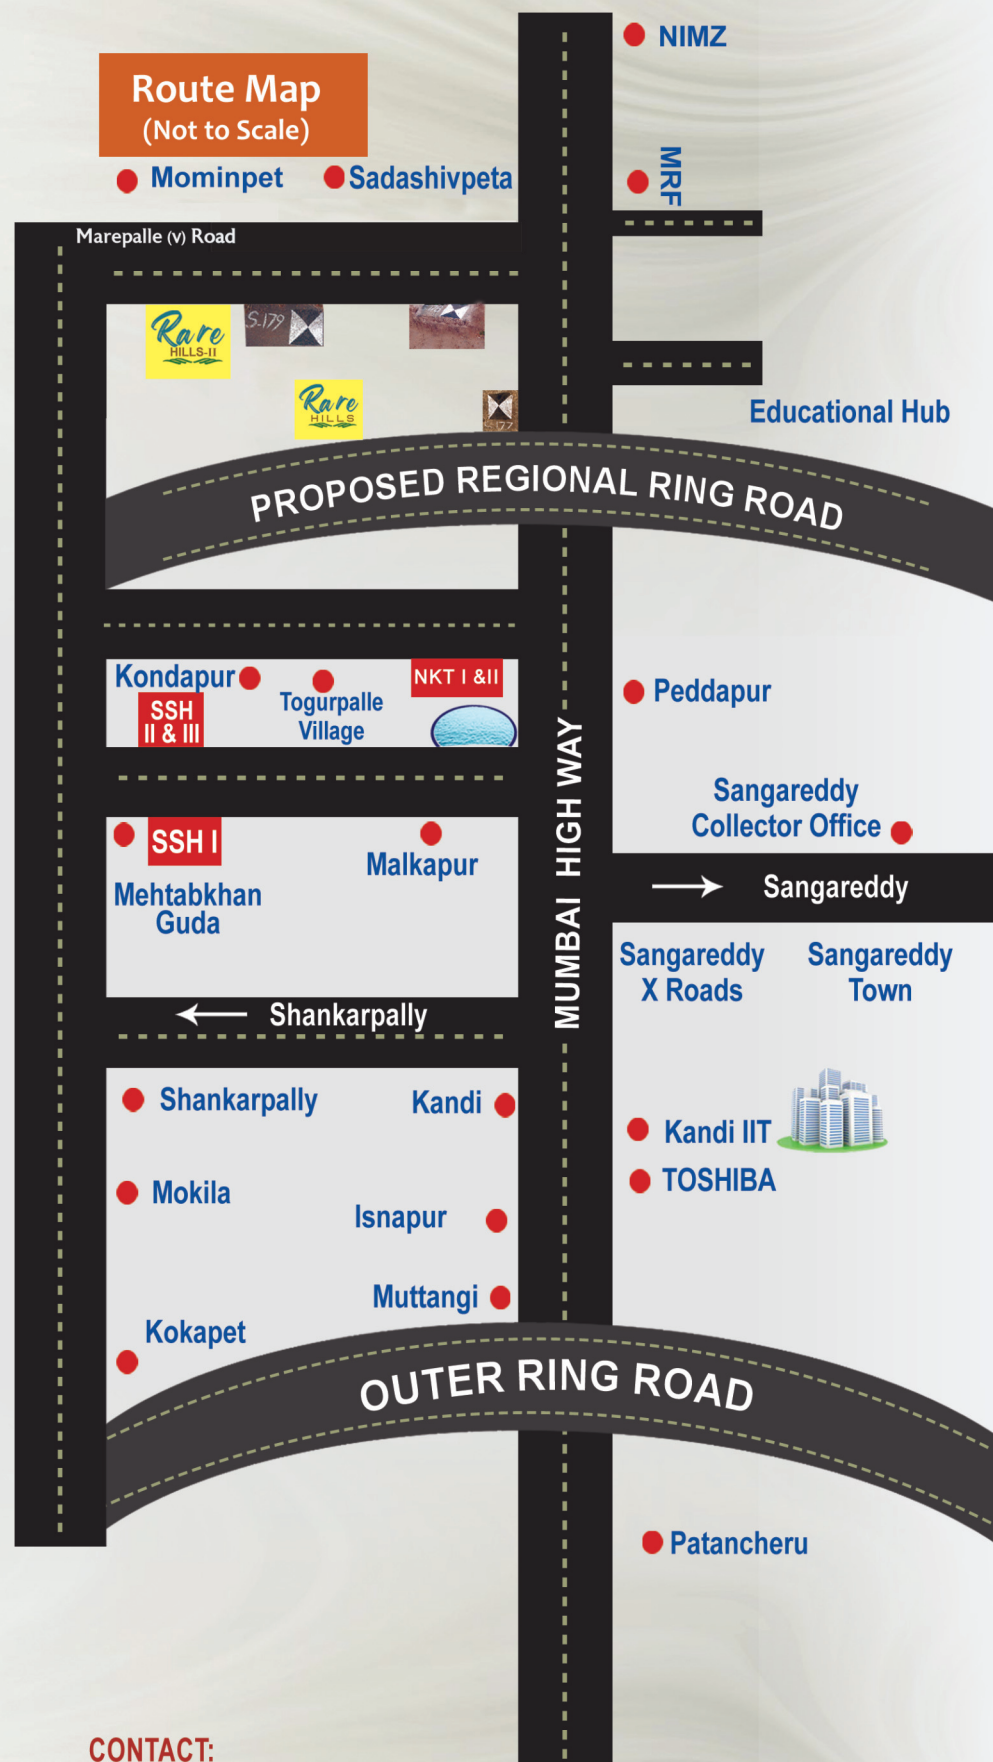 NIMZ
Route Map
(Not to Scale)
Mominpet
Sadashivpeta
MRF
Marepalle (v) Road
Rare
HILLS-II
S.179
Rare
HILLS
177
Educational Hub
PROPOSED REGIONAL RING ROAD
Kondapur
SSH
II & III
Togurpalle
Village
NKT I &II
Peddapur
MUMBAI HIGH WAY
Sangareddy
Collector Office
SSH I
Mehtabkhan
Guda
Malkapur
Sangareddy
Sangareddy
X Roads
Sangareddy
Town
Shankarpally
Shankarpally
Kandi
Kandi IIT
TOSHIBA
Mokila
Isnapur
Muttangi
Kokapet
OUTER RING ROAD
Patancheru
CONTACT: